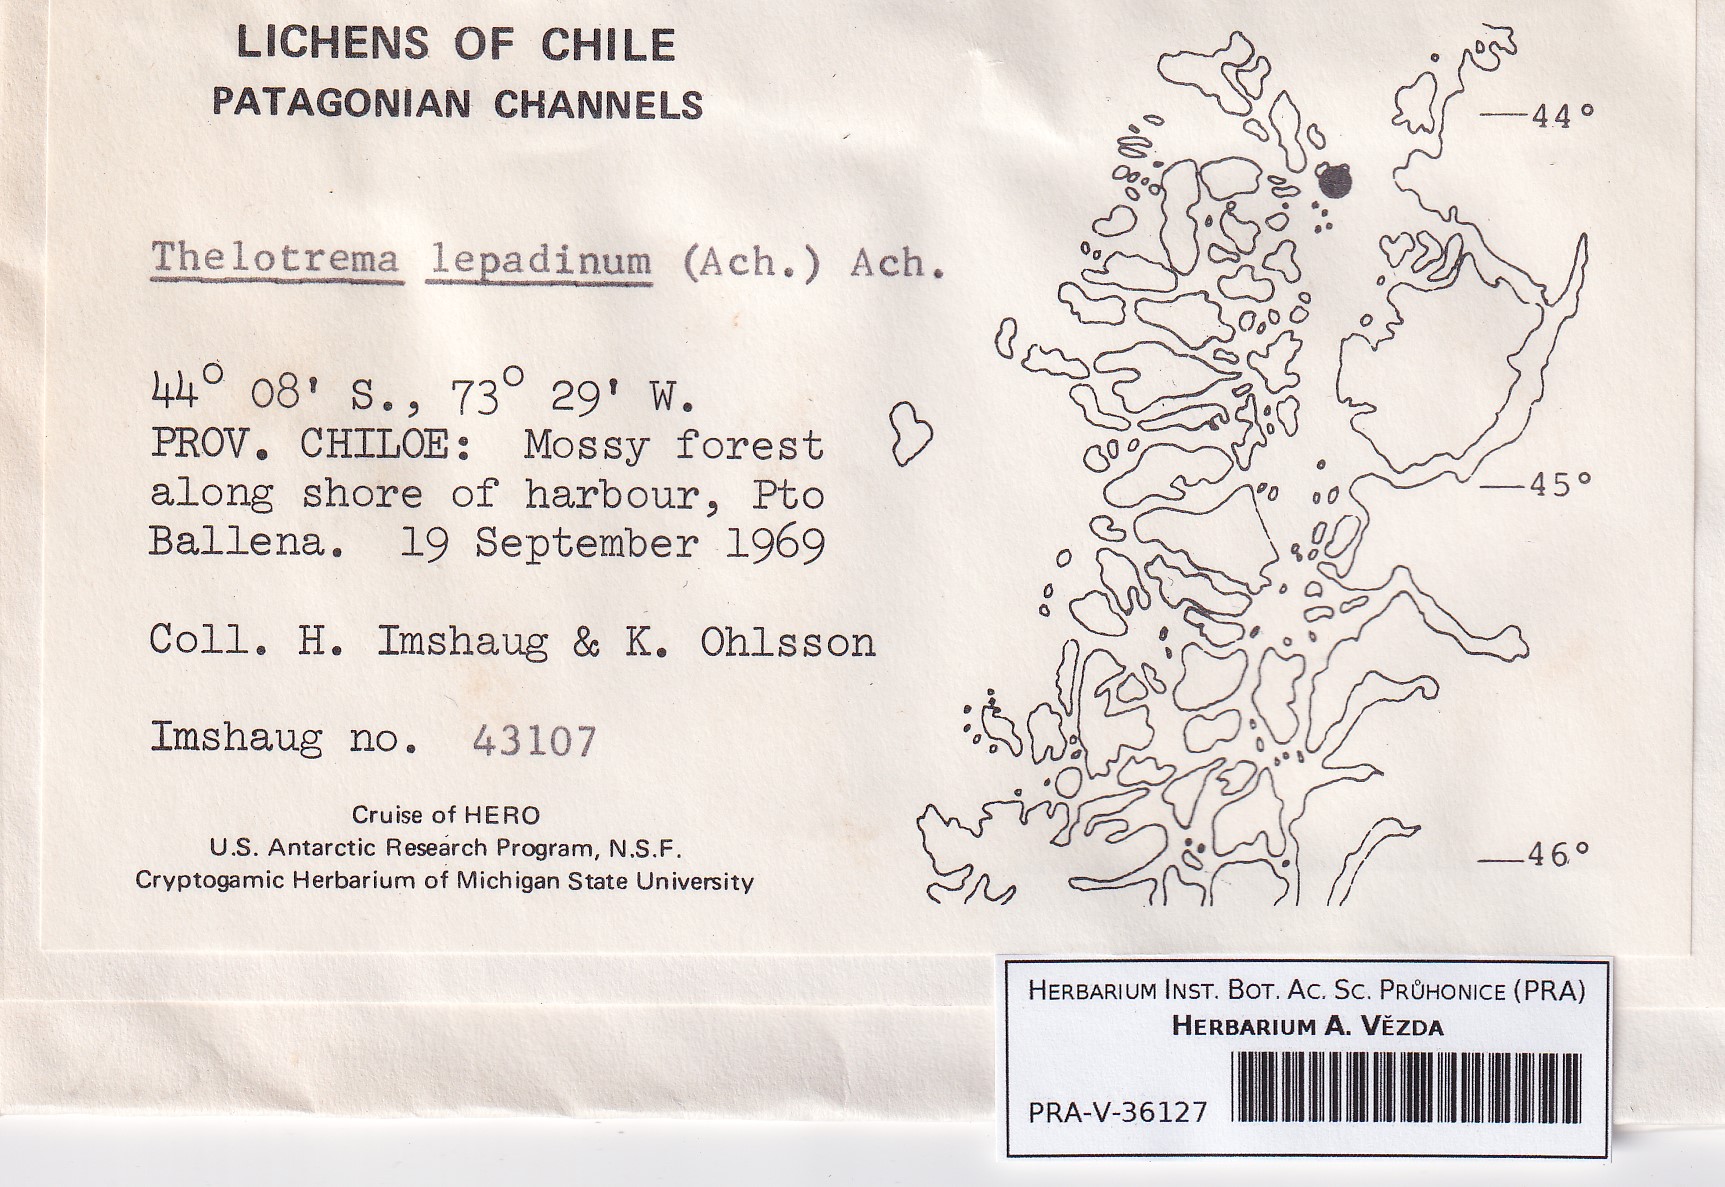 LICHENS OF CHILE
PATAGONIAN CHANNELS
Thelotrema lepadinum (Ach.) Ach.
44° 08' S., 73° 29' W.
PROV. CHILOE: Mossy forest
along shore of harbour, Pto
Ballena. 19 September 1969
Coll. H. Imshaug & K. Ohlsson
Imshaug no. 43107
Cruise of HERO
U.S. Antarctic Research Program, N.S.F.
Cryptogamic Herbarium of Michigan State University
—44°
—45°
—46°
HERBARIUM INST. BOT. AC. SC. PRŮHONICE (PRA)
HERBARIUM A. VĚZDA
PRA-V-36127